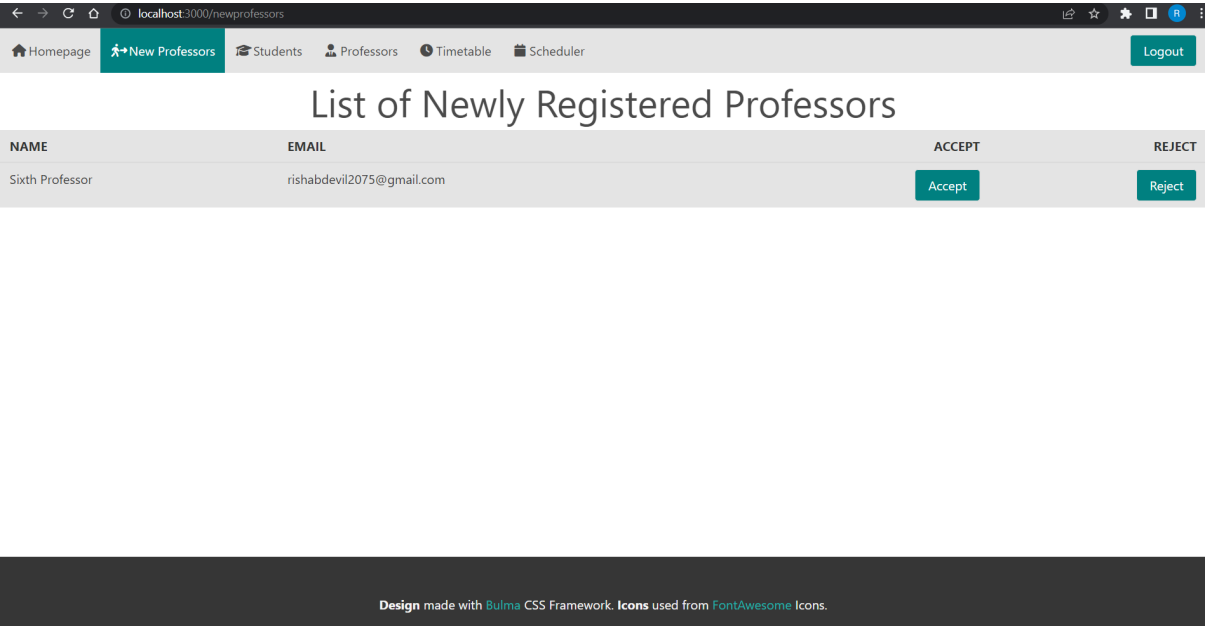 localhost:3000/newprofessors R
Homepage New Professors Students Professors Timetable Scheduler Logout
List of Newly Registered Professors
NAME EMAIL ACCEPT REJECT
Sixth Professor rishabdevil2075@gmail.com Accept Reject
Design made with Bulma CSS Framework. Icons used from FontAwesome Icons.